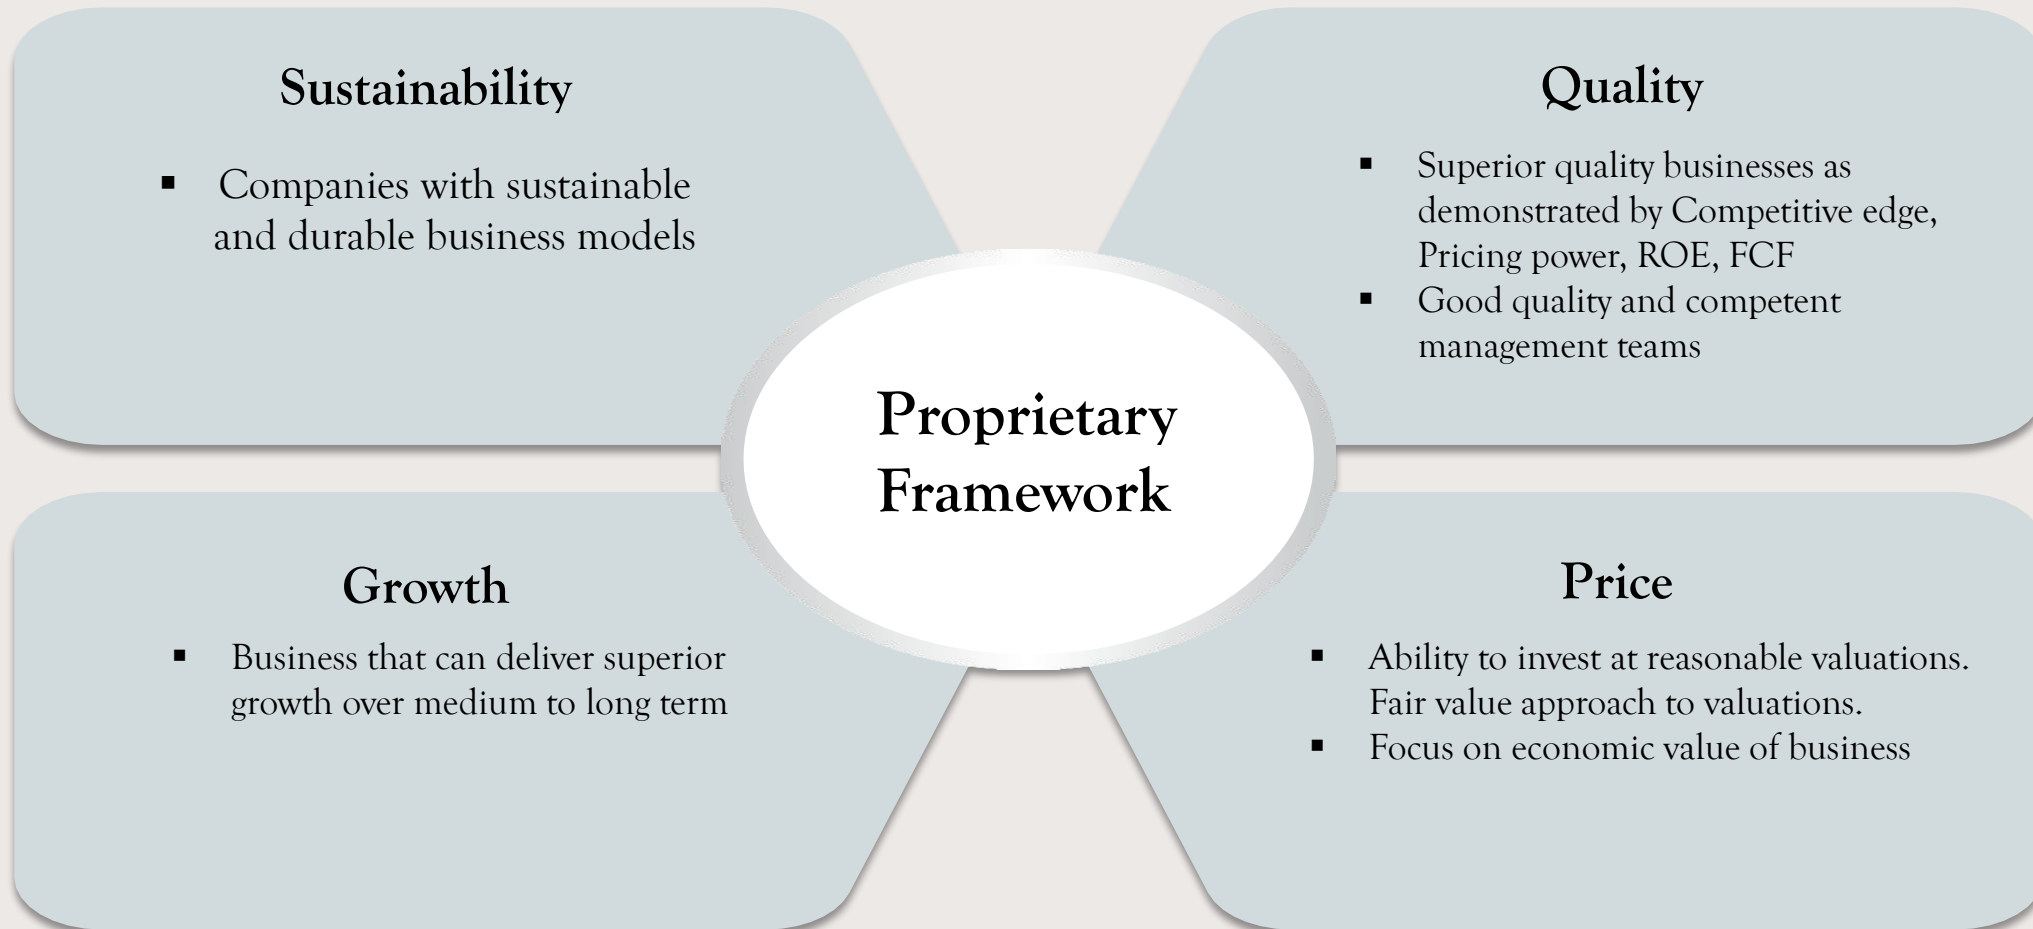 Sustainability
▪ Companies with sustainable
and durable business models
Quality
▪ Superior quality businesses as
demonstrated by Competitive edge,
Pricing power, ROE, FCF
▪ Good quality and competent
management teams
Proprietary
Framework
Growth
▪ Business that can deliver superior
growth over medium to long term
Price
▪ Ability to invest at reasonable valuations.
Fair value approach to valuations.
▪ Focus on economic value of business